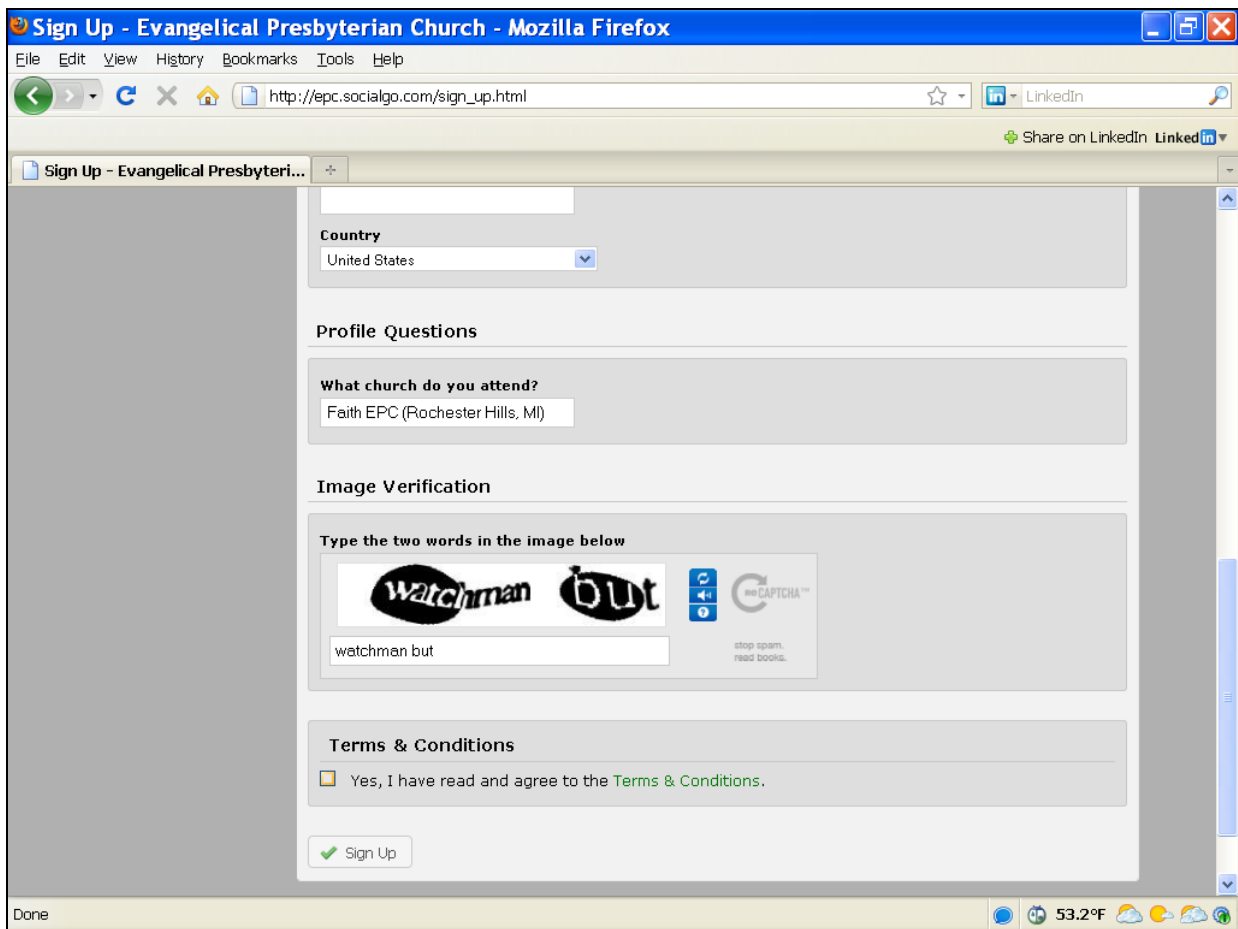 Sign Up - Evangelical Presbyterian Church - Mozilla Firefox
File Edit View History Bookmarks Tools Help
http://epc.socialgo.com/sign_up.html
in LinkedIn
Share on LinkedIn Linked in
Sign Up - Evangelical Presbyteri...
Country
United States
Profile Questions
What church do you attend?
Faith EPC (Rochester Hills, MI)
Image Verification
Type the two words in the image below
watchman but
reCAPTCHA™
watchman but
stop spam.
read books.
Terms & Conditions
Yes, I have read and agree to the Terms & Conditions.
Sign Up
Done
53.2°F